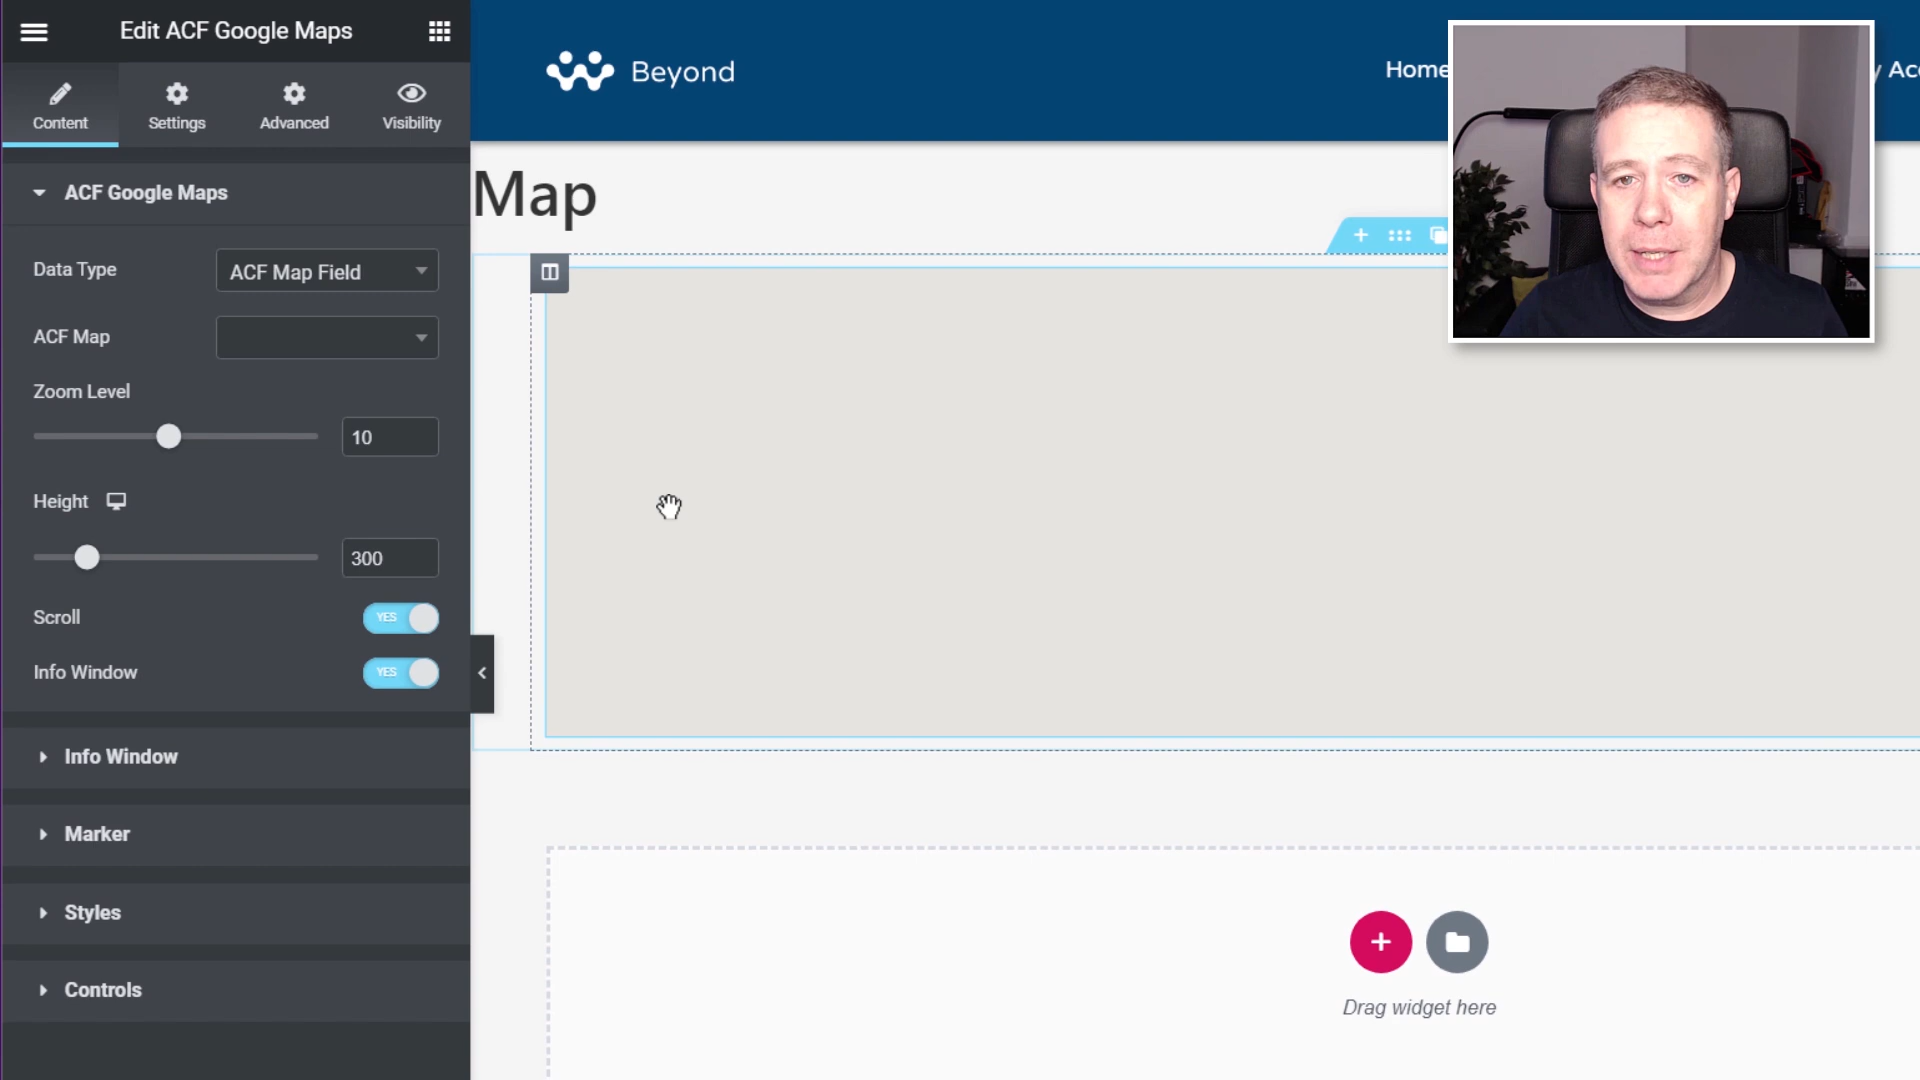 Edit ACF Google Maps
Content
Settings
Advanced
Visibility
ACF Google Maps
Data Type
ACF Map Field
ACF Map
Zoom Level
10
Height
300
Scroll
YES
Info Window
YES
Info Window
Marker
Styles
Controls
Beyond
Home
Map
Drag widget here